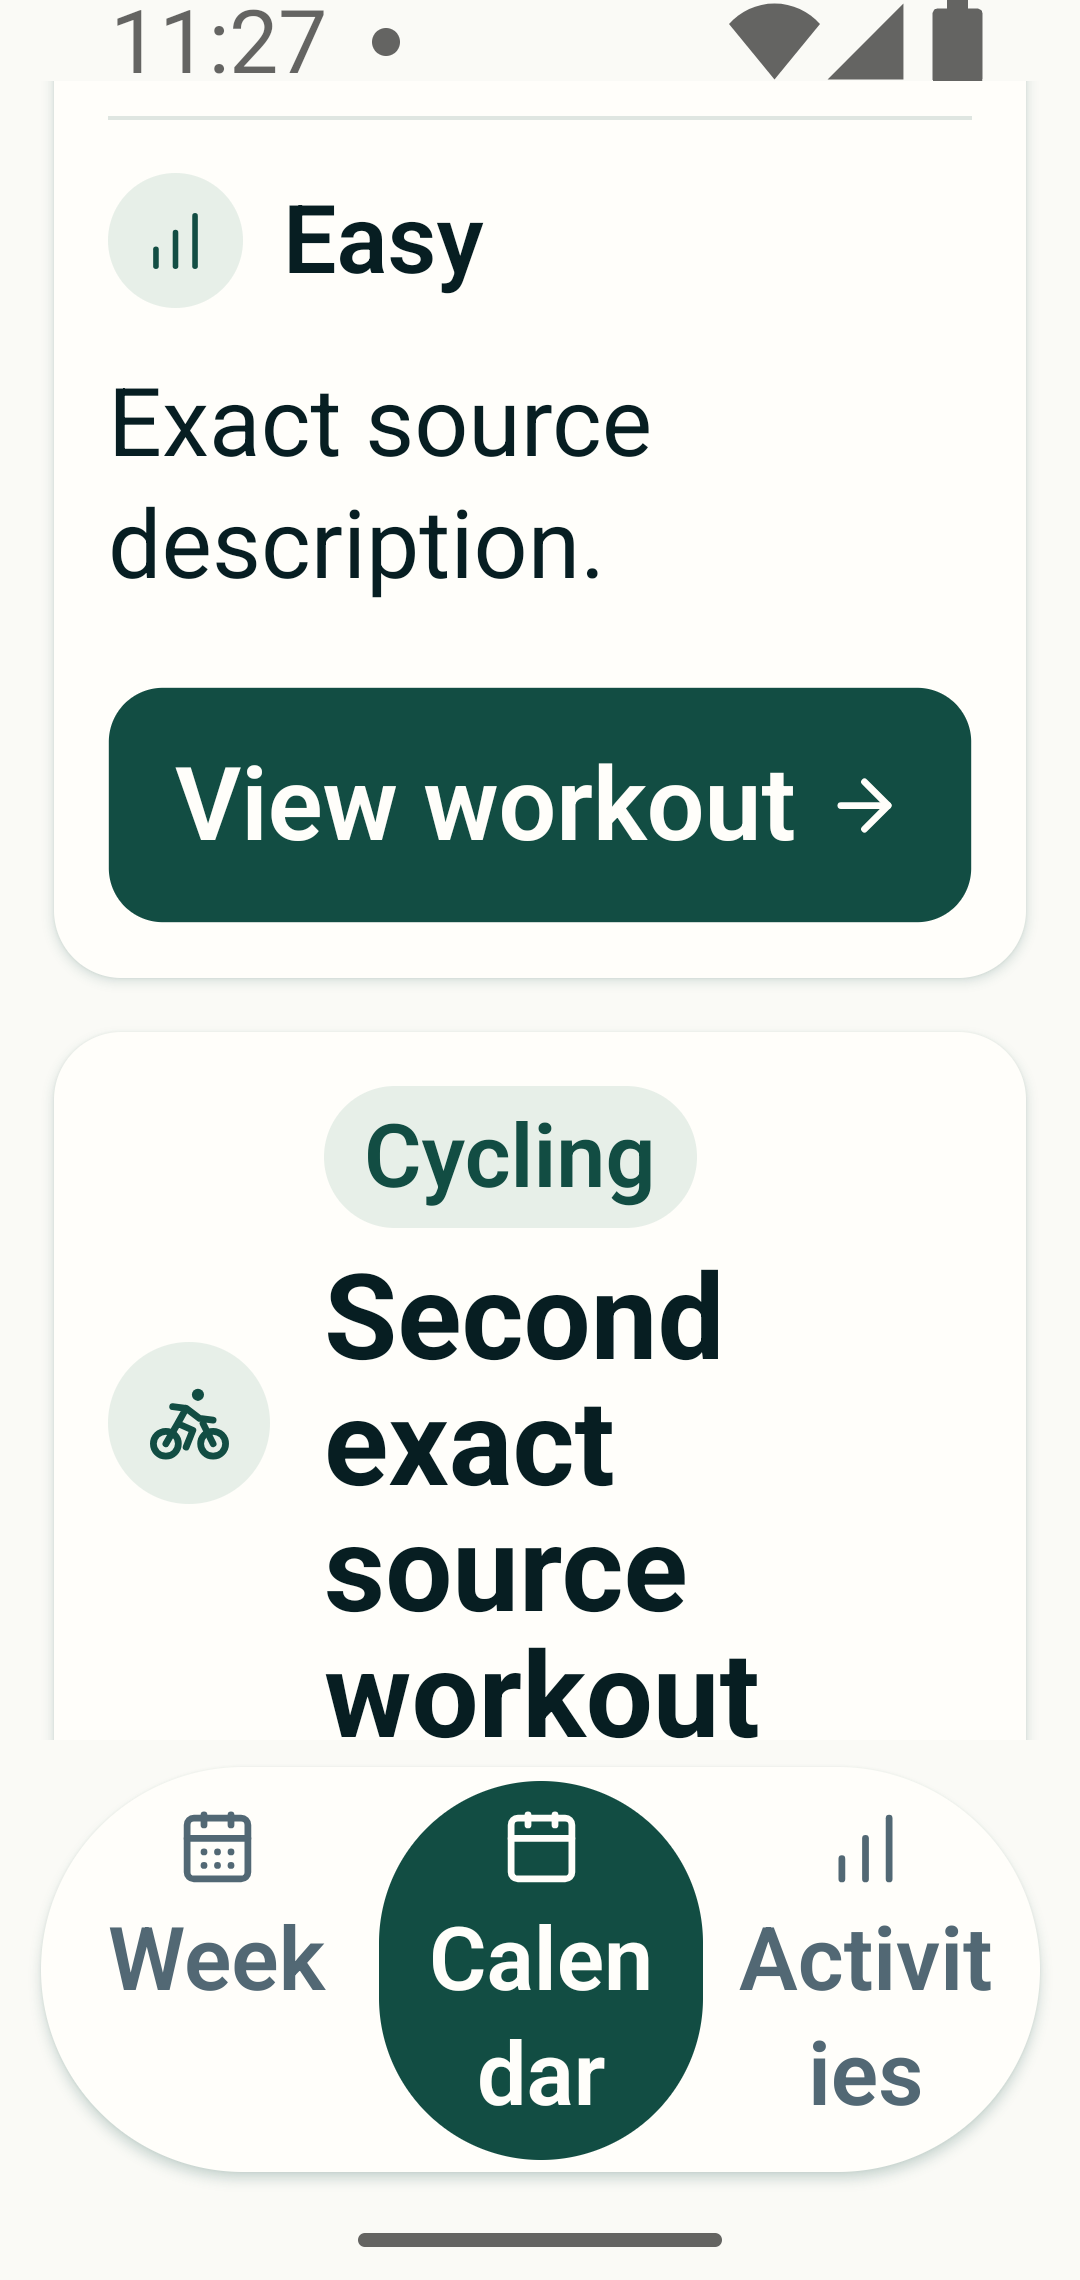 11:27
Easy
Exact source
description.
View workout
Cycling
Second
exact
source
workout
Week
Calen
dar
Activit
ies